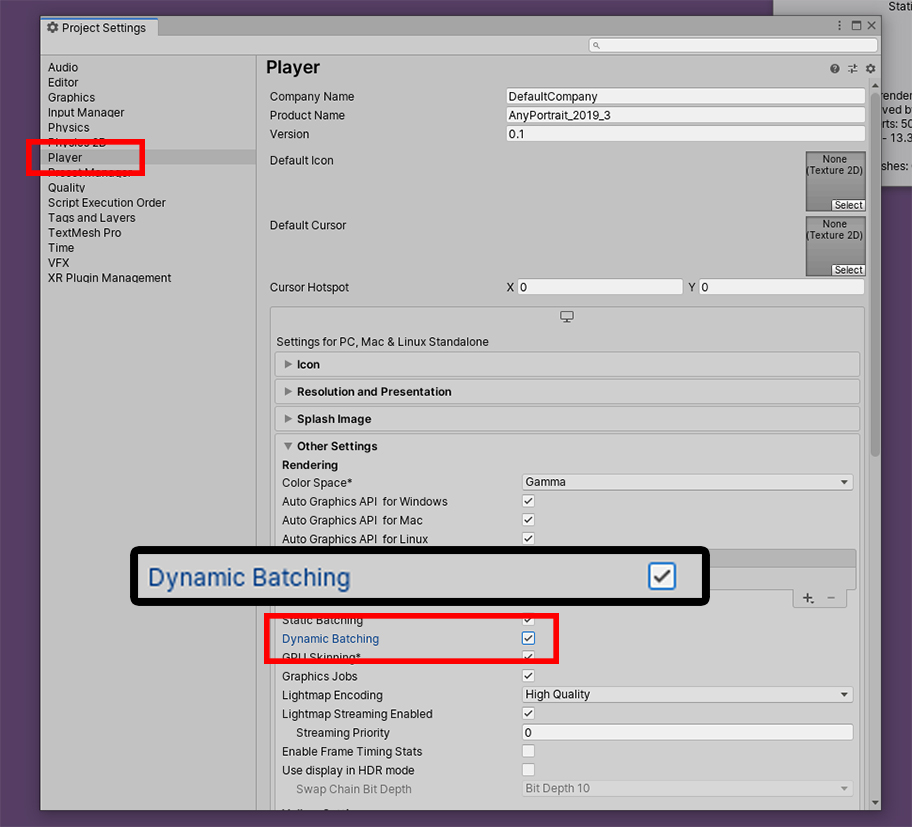 Stati
Project Settings
Audio
Editor
Graphics
Input Manager
Physics
Physics 2D
Player
Preset Manager
Quality
Script Execution Order
Tags and Layers
TextMesh Pro
Time
VFX
XR Plugin Management
Player
Company Name DefaultCompany
Product Name AnyPortrait_2019_3
Version 0.1
Default Icon
None
(Texture 2D)
Select
Default Cursor
None
(Texture 2D)
Select
Cursor Hotspot X 0 Y 0
Settings for PC, Mac & Linux Standalone
Icon
Resolution and Presentation
Splash Image
Other Settings
Rendering
Color Space* Gamma
Auto Graphics API for Windows
Auto Graphics API for Mac
Auto Graphics API for Linux
Dynamic Batching
Static Batching
Dynamic Batching
GPU Skinning*
Graphics Jobs
Lightmap Encoding High Quality
Lightmap Streaming Enabled
Streaming Priority 0
Enable Frame Timing Stats
Use display in HDR mode
Swap Chain Bit Depth Bit Depth 10
render
ved by
rts: 50
- 13.3
shes: